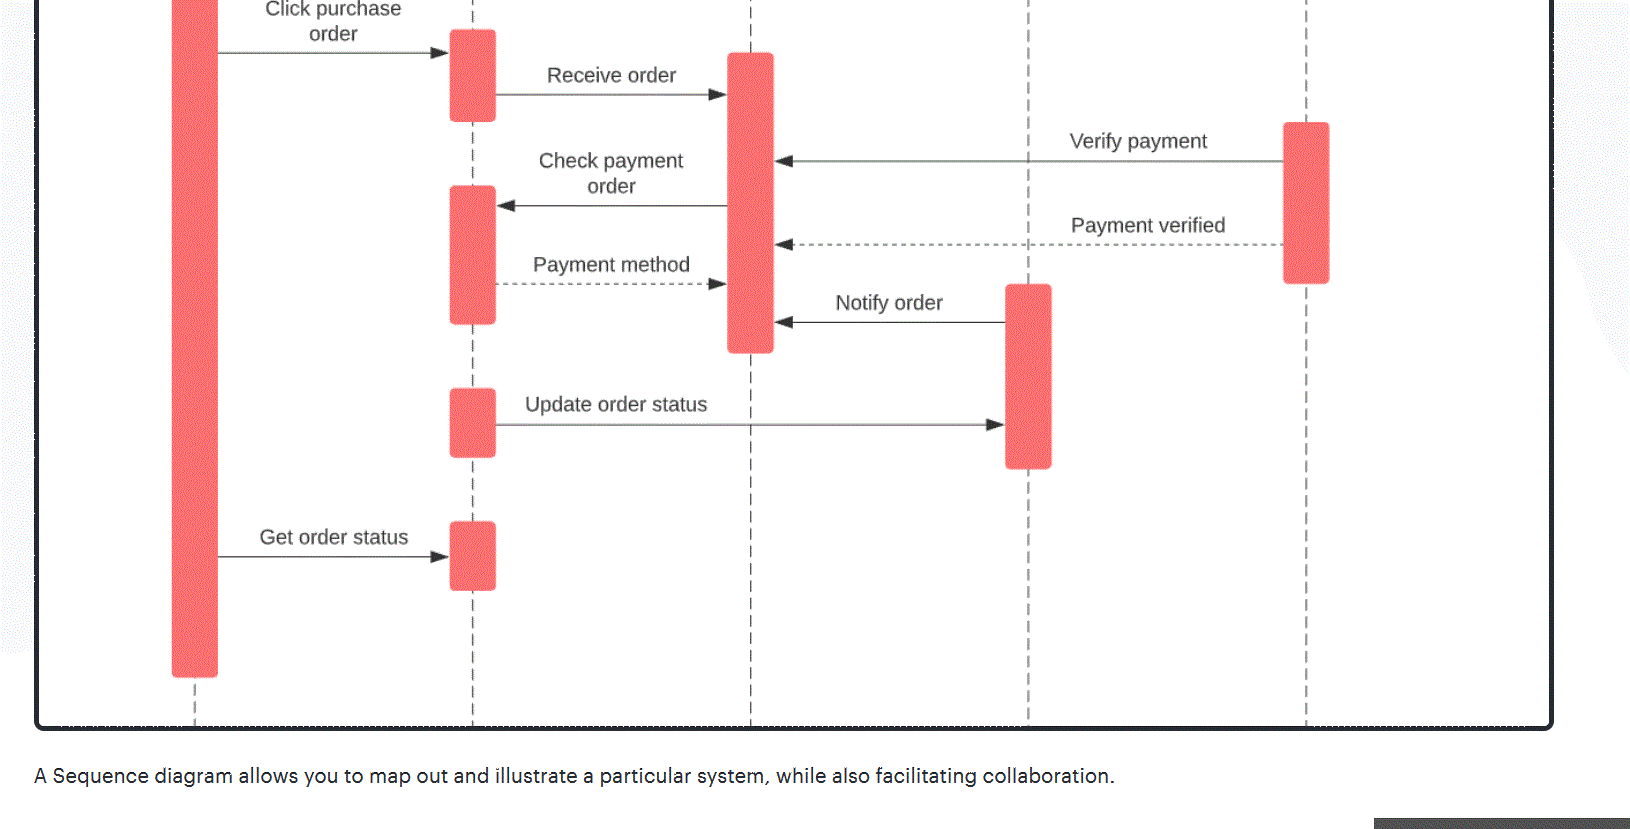 Click purchase
order
Receive order
Verify payment
Check payment
order
Payment verified
Payment method
Notify order
Update order status
Get order status
A Sequence diagram allows you to map out and illustrate a particular system, while also facilitating collaboration.